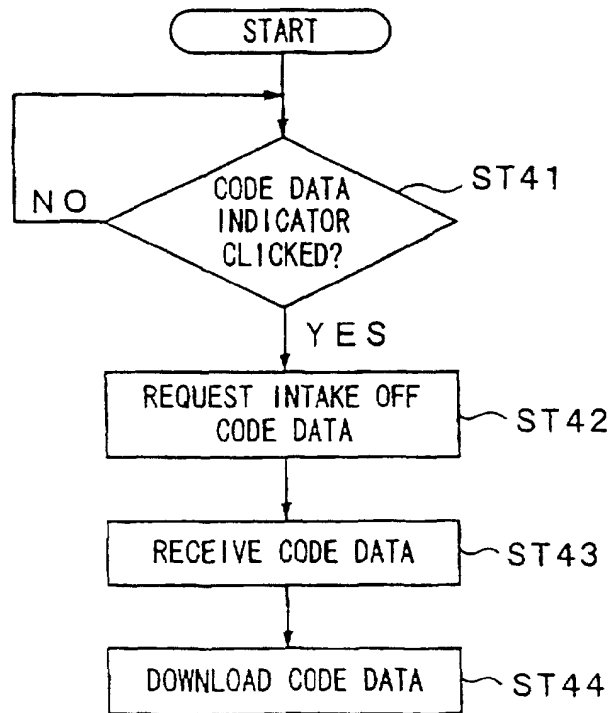 START
CODE DATA
INDICATOR
CLICKED?
ST41
NO
YES
REQUEST INTAKE OFF
CODE DATA
ST42
RECEIVE CODE DATA
ST43
DOWNLOAD CODE DATA
ST44